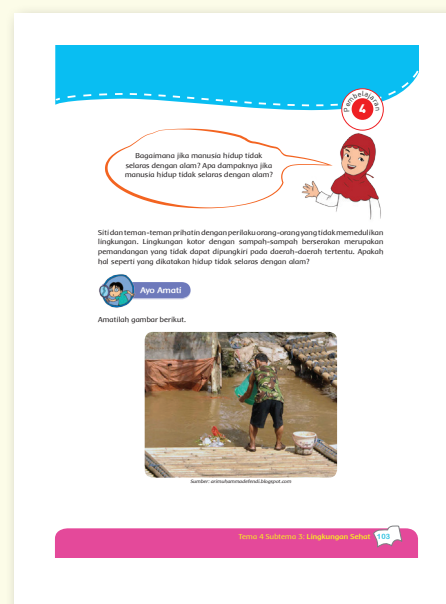 Pembelajaran
4
Bagaimana jika manusia hidup tidak
selaras dengan alam? Apa dampaknya jika
manusia hidup tidak selaras dengan alam?
Siti dan teman-teman prihatin dengan perilaku orang-orang yang tidak memedulikan
lingkungan. Lingkungan kotor dengan sampah-sampah berserakan merupakan
pemandangan yang tidak dapat dipungkiri pada daerah-daerah tertentu. Apakah
hal seperti yang dikatakan hidup tidak selaras dengan alam?
Ayo Amati
Amatilah gambar berikut.
Sumber: arimuhammadefendi.blogspot.com
Tema 4 Subtema 3: Lingkungan Sehat
103